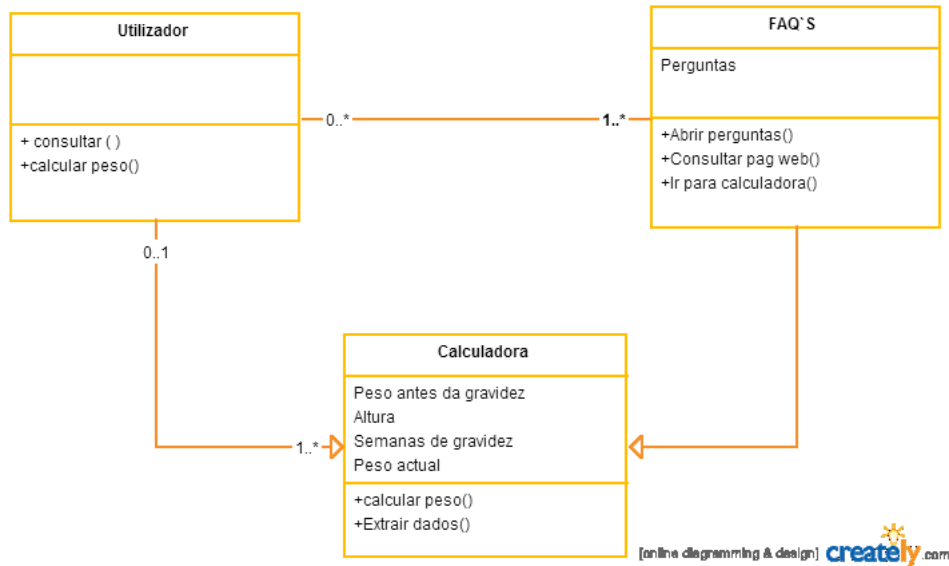 Utilizador
+ consultar ( )
+calcular peso()
0..*
1..*
FAQ`S
Perguntas
+Abrir perguntas()
+Consultar pag web()
+Ir para calculadora()
0..1
1..*
Calculadora
Peso antes da gravidez
Altura
Semanas de gravidez
Peso actual
+calcular peso()
+Extrair dados()
[online diagramming & design] creately.com